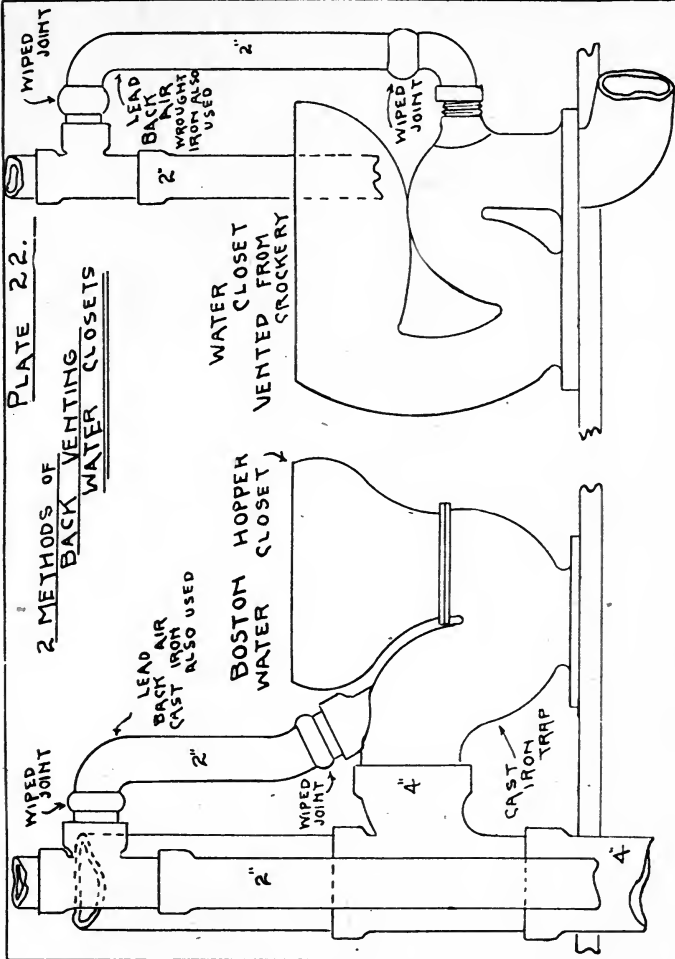 PLATE 22.
2 METHODS OF
BACK VENTING
WATER CLOSETS
WIPED
JOINT
LEAD
BACK AIR
CAST IRON
ALSO USED
2"
WIPED
JOINT
2"
4"
4"
CAST
IRON
TRAP
BOSTON HOPPER
WATER CLOSET
WATER CLOSET
VENTED FROM
CROCKERY
WIPED
JOINT
LEAD
BACK
AIR
WROUGHT
IRON ALSO
USED
2"
2"
WIPED
JOINT